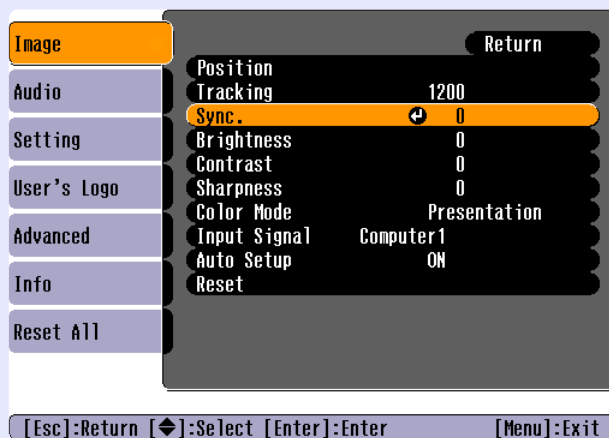 Image
Audio
Setting
User's Logo
Advanced
Info
Reset All
Return
Position
Tracking 1200
Sync. 0
Brightness 0
Contrast 0
Sharpness 0
Color Mode Presentation
Input Signal Computer1
Auto Setup ON
Reset
[Esc]:Return [◆]:Select [Enter]:Enter [Menu]:Exit